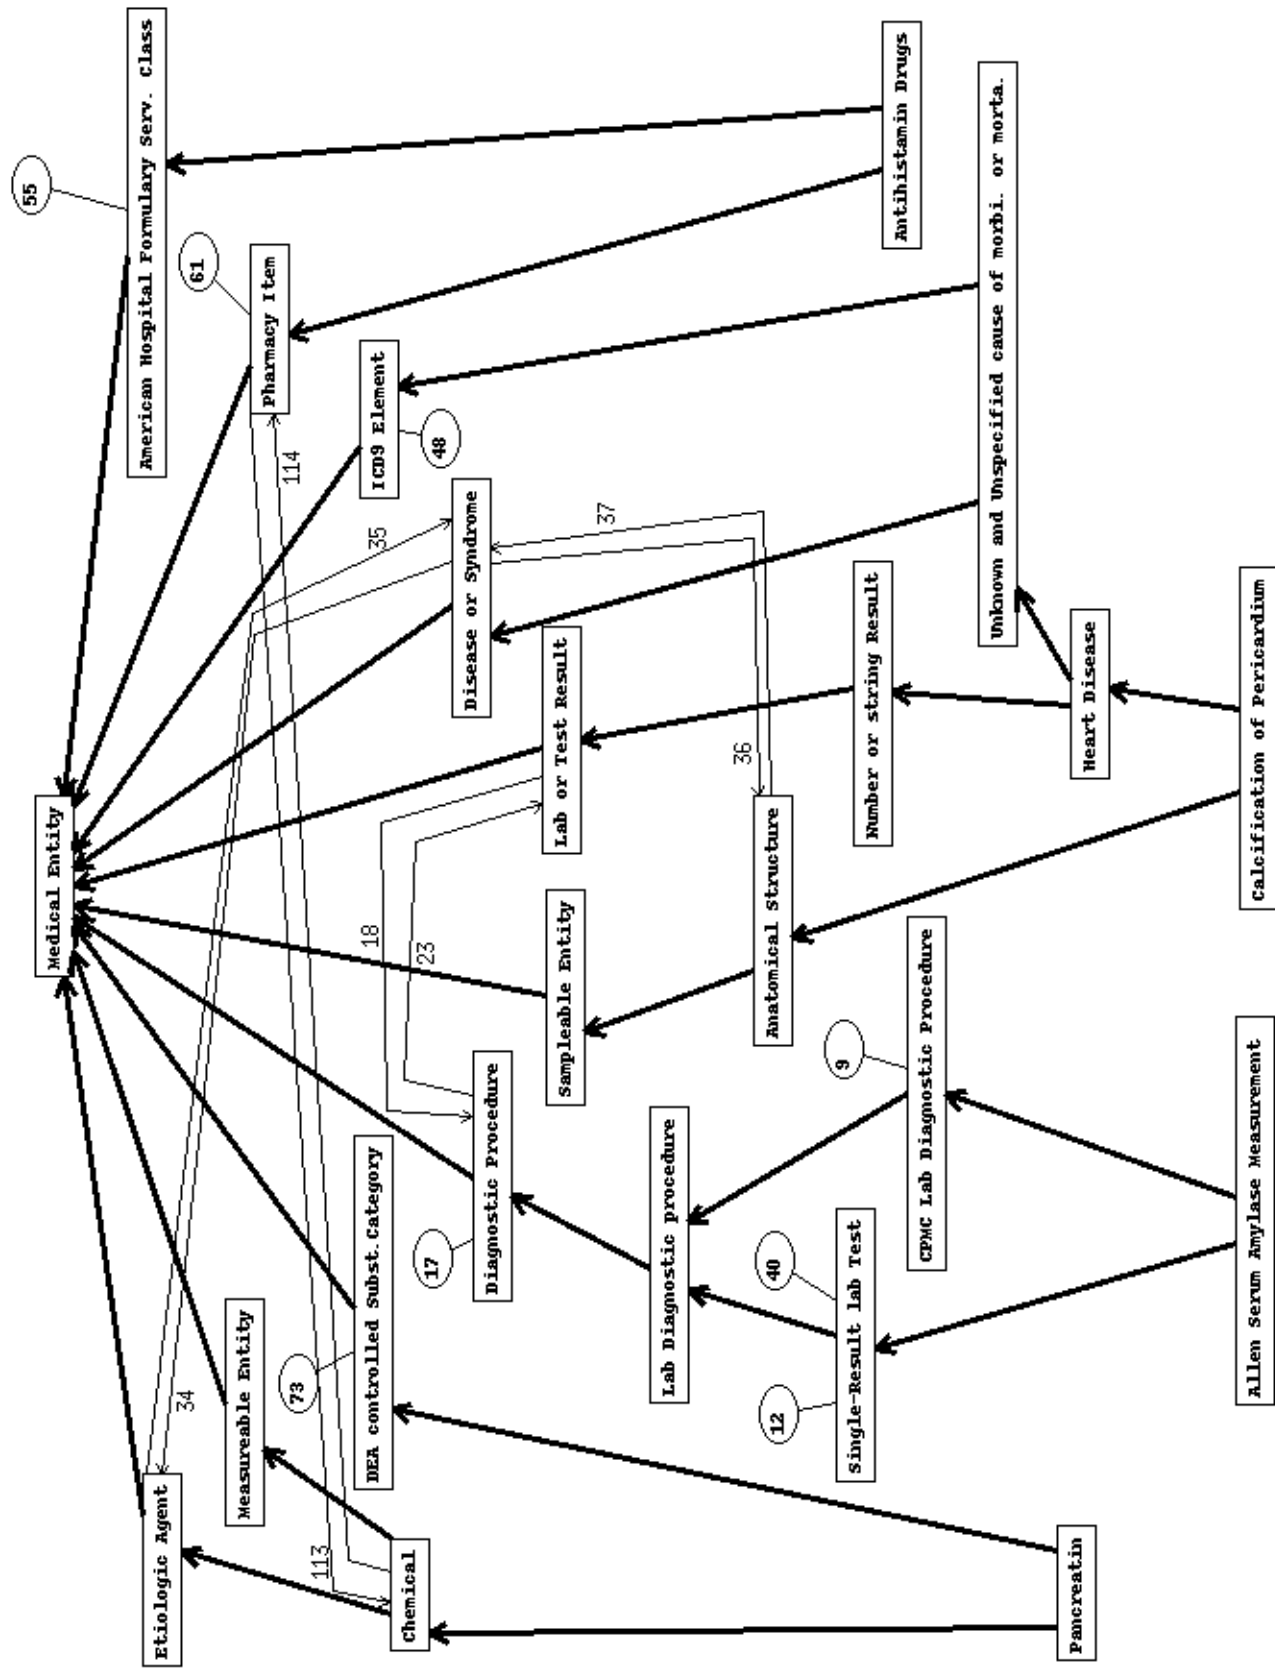 Medical Entity
Etiologic Agent
Measureable Entity
Chemical
DEA controlled Subst.Category
Diagnostic Procedure
Sampleable Entity
Lab or Test Result
Disease or Syndrome
ICD9 Element
Pharmacy Item
American Hospital Formulary Serv. Class
Lab Diagnostic procedure
Anatomical Structure
Single-Result lab Test
CPMC Lab Diagnostic Procedure
Number or string Result
Antihistamin Drugs
Unknown and Unspecified cause of morbi. or morta.
Heart Disease
Pancreatin
Allen Serum Amylase Measurement
Calcification of Pericardium
34
113
73
17
12
40
9
18
23
36
37
35
114
48
61
55